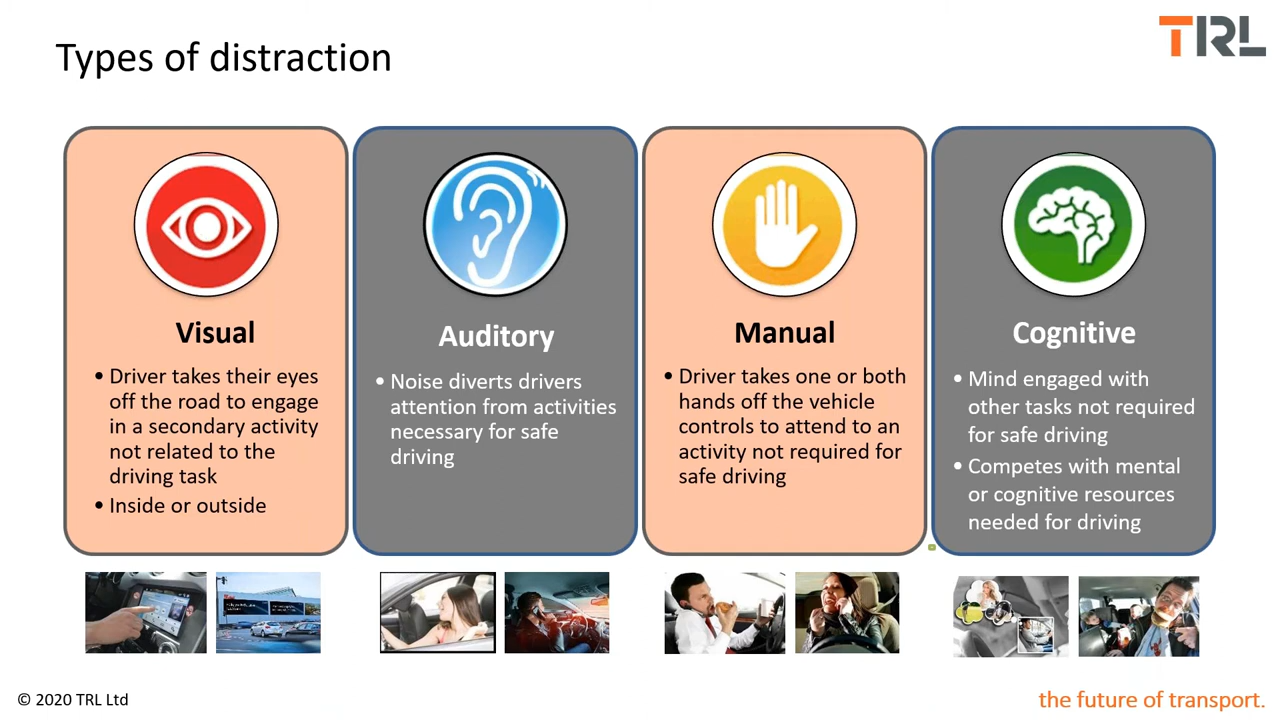 Types of distraction
TRL
Visual
• Driver takes their eyes
off the road to engage
in a secondary activity
not related to the
driving task
• Inside or outside
Auditory
• Noise diverts drivers
attention from activities
necessary for safe
driving
Manual
• Driver takes one or both
hands off the vehicle
controls to attend to an
activity not required for
safe driving
Cognitive
• Mind engaged with
other tasks not required
for safe driving
• Competes with mental
or cognitive resources
needed for driving
© 2020 TRL Ltd
the future of transport.